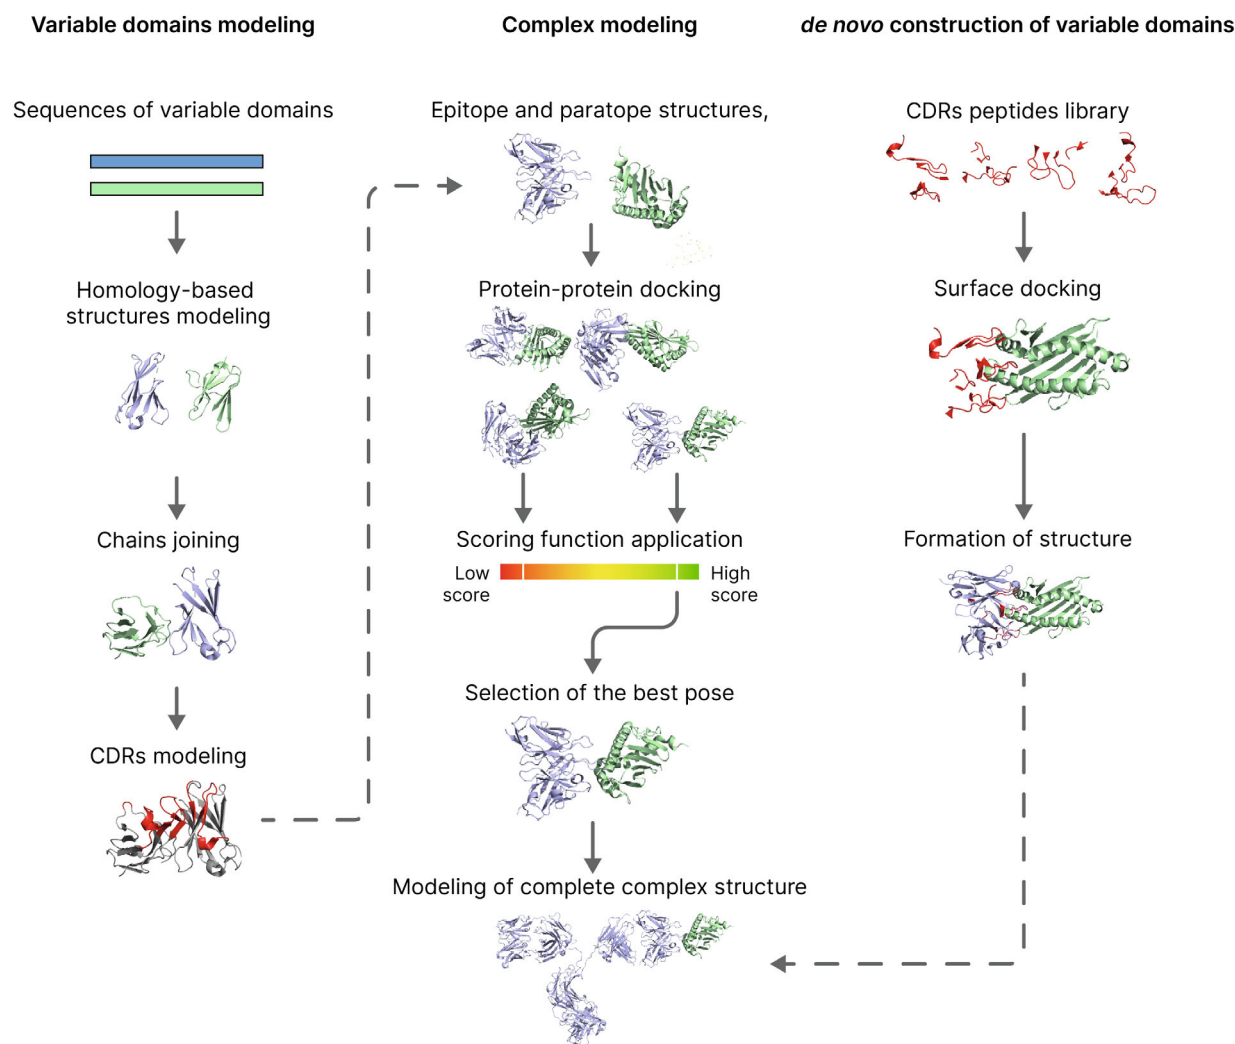 Variable domains modeling
Sequences of variable domains
Homology-based
structures modeling
Chains joining
CDRs modeling
Complex modeling
Epitope and paratope structures,
Protein-protein docking
Scoring function application
Low
score
High
score
Selection of the best pose
Modeling of complete complex structure
de novo construction of variable domains
CDRs peptides library
Surface docking
Formation of structure